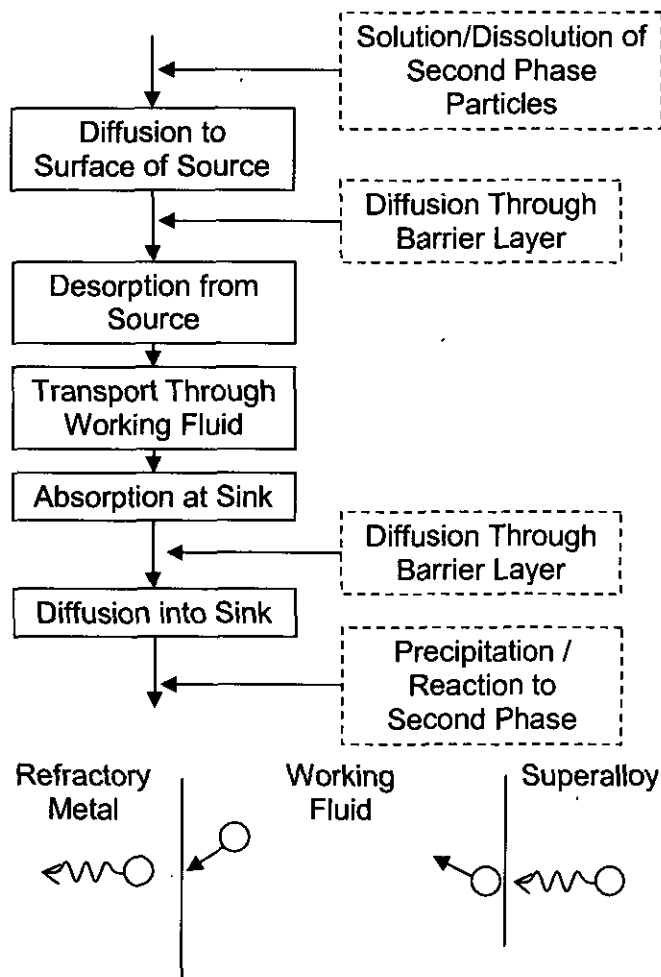 Solution/Dissolution of
Second Phase
Particles
Diffusion to
Surface of Source
Diffusion Through
Barrier Layer
Desorption from
Source
Transport Through
Working Fluid
Absorption at Sink
Diffusion Through
Barrier Layer
Diffusion into Sink
Precipitation /
Reaction to
Second Phase
Refractory
Metal
Working
Fluid
Superalloy